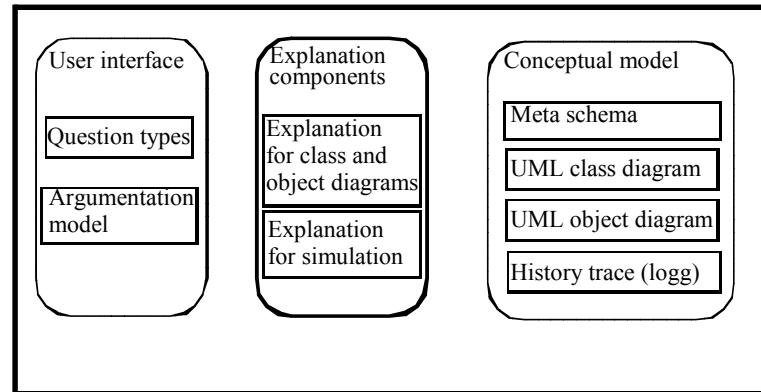 User interface
Question types
Argumentation
model
Explanation
components
Explanation
for class and
object diagrams
Explanation
for simulation
Conceptual model
Meta schema
UML class diagram
UML object diagram
History trace (logg)